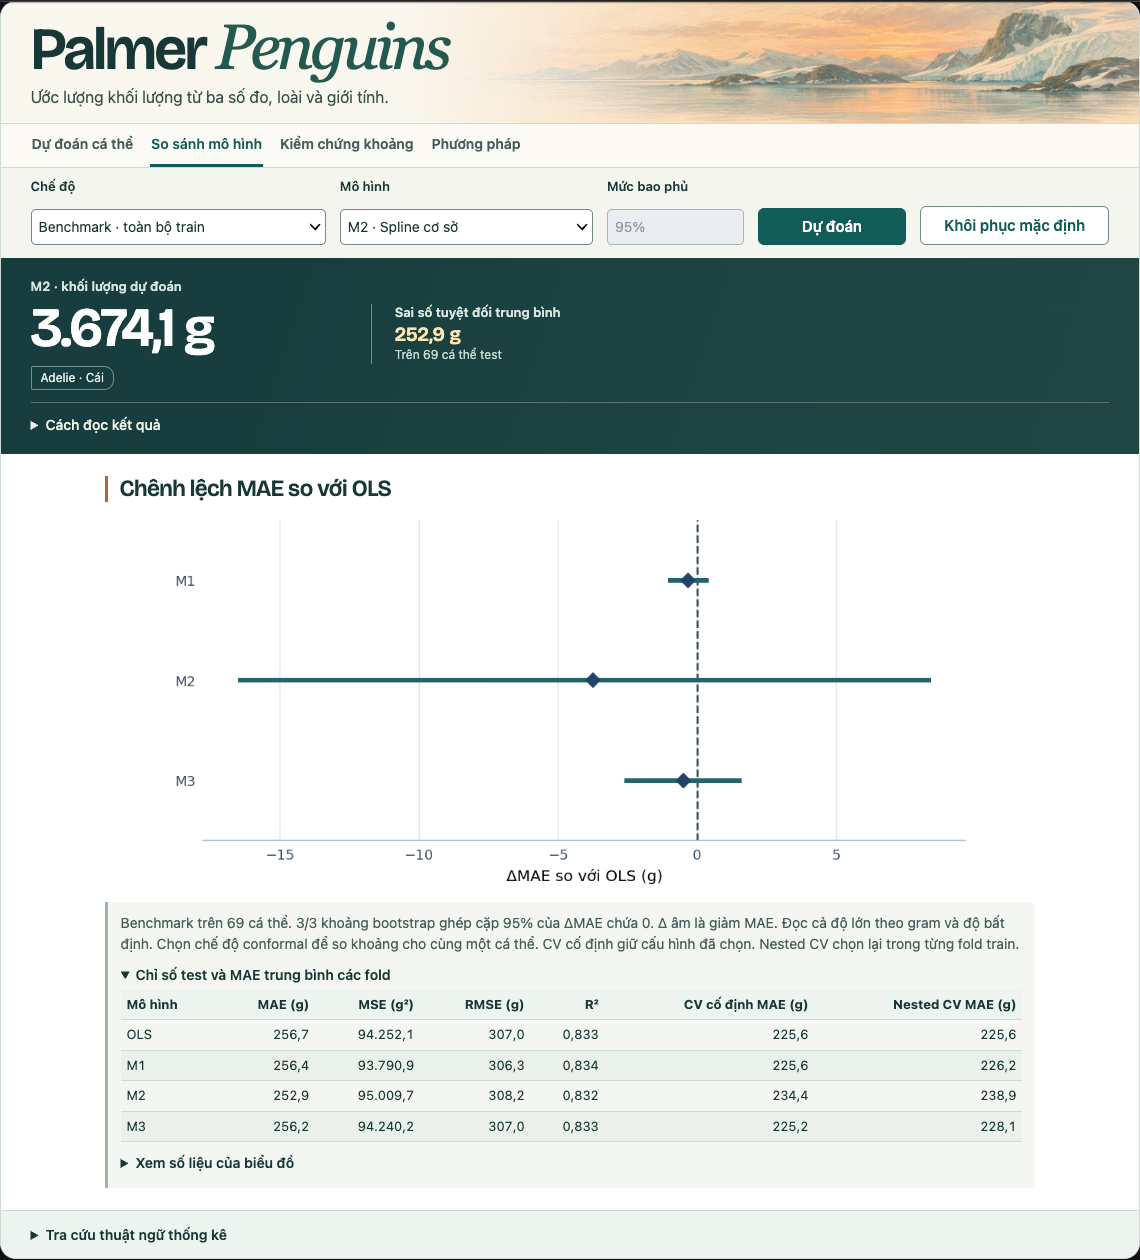 Palmer Penguins
Ước lượng khối lượng từ ba số đo, loài và giới tính.
Dự đoán cá thể So sánh mô hình Kiểm chứng khoảng Phương pháp
Chế độ Mô hình Mức bao phủ
Benchmark · toàn bộ train M2 · Spline cơ sở 95% Dự đoán Khôi phục mặc định
M2 · khối lượng dự đoán
3.674,1 g
Adelie · Cái
Sai số tuyệt đối trung bình
252,9 g
Trên 69 cá thể test
▶ Cách đọc kết quả
Chênh lệch MAE so với OLS
M1
M2
M3
−15 −10 −5 0 5
ΔMAE so với OLS (g)
Benchmark trên 69 cá thể. 3/3 khoảng bootstrap ghép cặp 95% của ΔMAE chứa 0. Δ âm là giảm MAE. Đọc cả độ lớn theo gram và độ bất
định. Chọn chế độ conformal để so khoảng cho cùng một cá thể. CV cố định giữ cấu hình đã chọn. Nested CV chọn lại trong từng fold train.
▼ Chỉ số test và MAE trung bình các fold
Mô hình MAE (g) MSE (g²) RMSE (g) R² CV cố định MAE (g) Nested CV MAE (g)
OLS 256,7 94.252,1 307,0 0,833 225,6 225,6
M1 256,4 93.790,9 306,3 0,834 225,6 226,2
M2 252,9 95.009,7 308,2 0,832 234,4 238,9
M3 256,2 94.240,2 307,0 0,833 225,2 228,1
▶ Xem số liệu của biểu đồ
▶ Tra cứu thuật ngữ thống kê